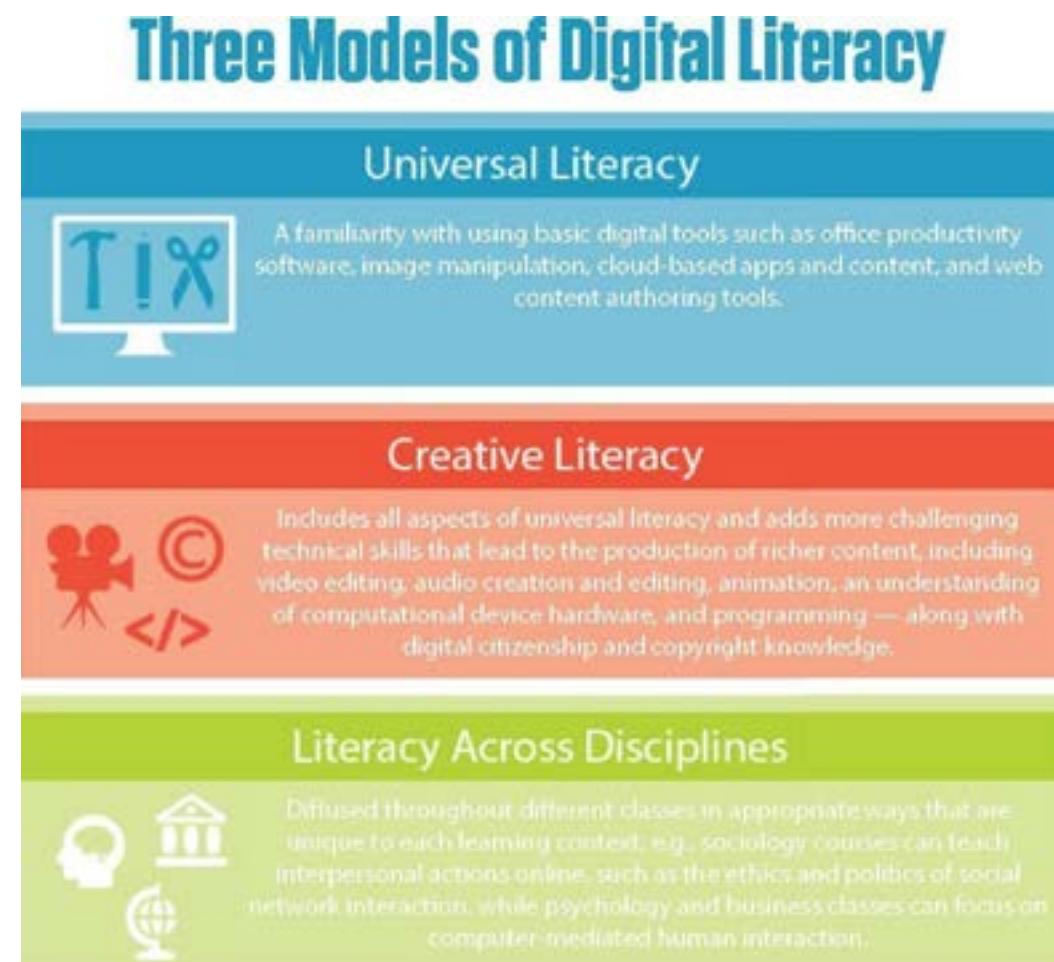 Three Models of Digital Literacy
Universal Literacy
A familiarity with using basic digital tools such as office productivity
software, image manipulation, cloud-based apps and content, and web
content authoring tools.
Creative Literacy
©
</>
Includes all aspects of universal literacy and adds more challenging
technical skills that lead to the production of richer content, including
video editing, audio creation and editing, animation, an understanding
of computational device hardware, and programming — along with
digital citizenship and copyright knowledge.
Literacy Across Disciplines
Diffused throughout different classes in appropriate ways that are
unique to each learning context, e.g., sociology courses can teach
interpersonal actions online, such as the ethics and politics of social
network interaction, while psychology and business classes can focus on
computer-mediated human interaction.